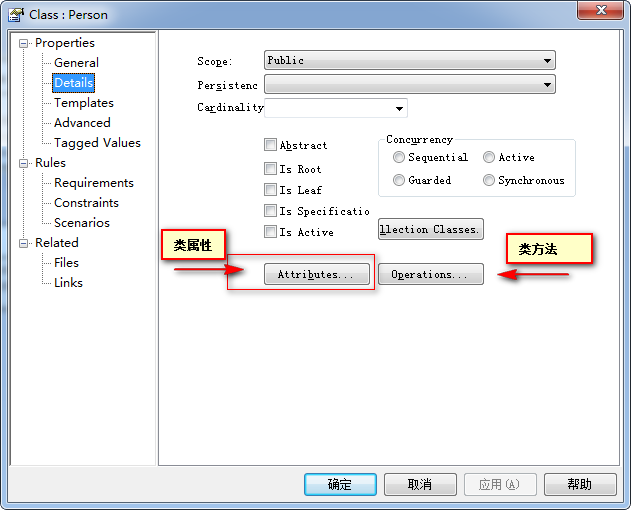 Class : Person
Properties
General
Details
Templates
Advanced
Tagged Values
Rules
Requirements
Constraints
Scenarios
Related
Files
Links
Scope:
Public
Persistenc
Cardinality
Abstract
Is Root
Is Leaf
Is Specificatio
Is Active
Concurrency
Sequential
Active
Guarded
Synchronous
llection Classes.
类属性
类方法
Attributes...
Operations...
确定
取消
应用(A)
帮助